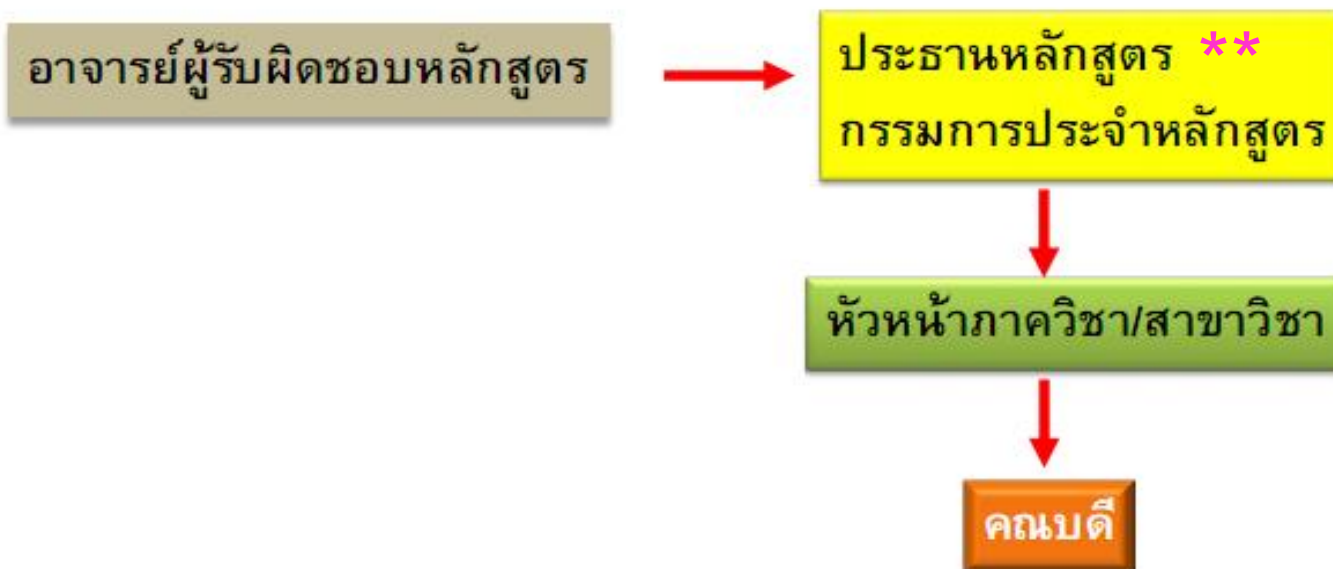 อาจารย์ผู้รับผิดชอบหลักสูตร
ประธานหลักสูตร **
กรรมการประจำหลักสูตร
หัวหน้าภาควิชา/สาขาวิชา
คณบดี